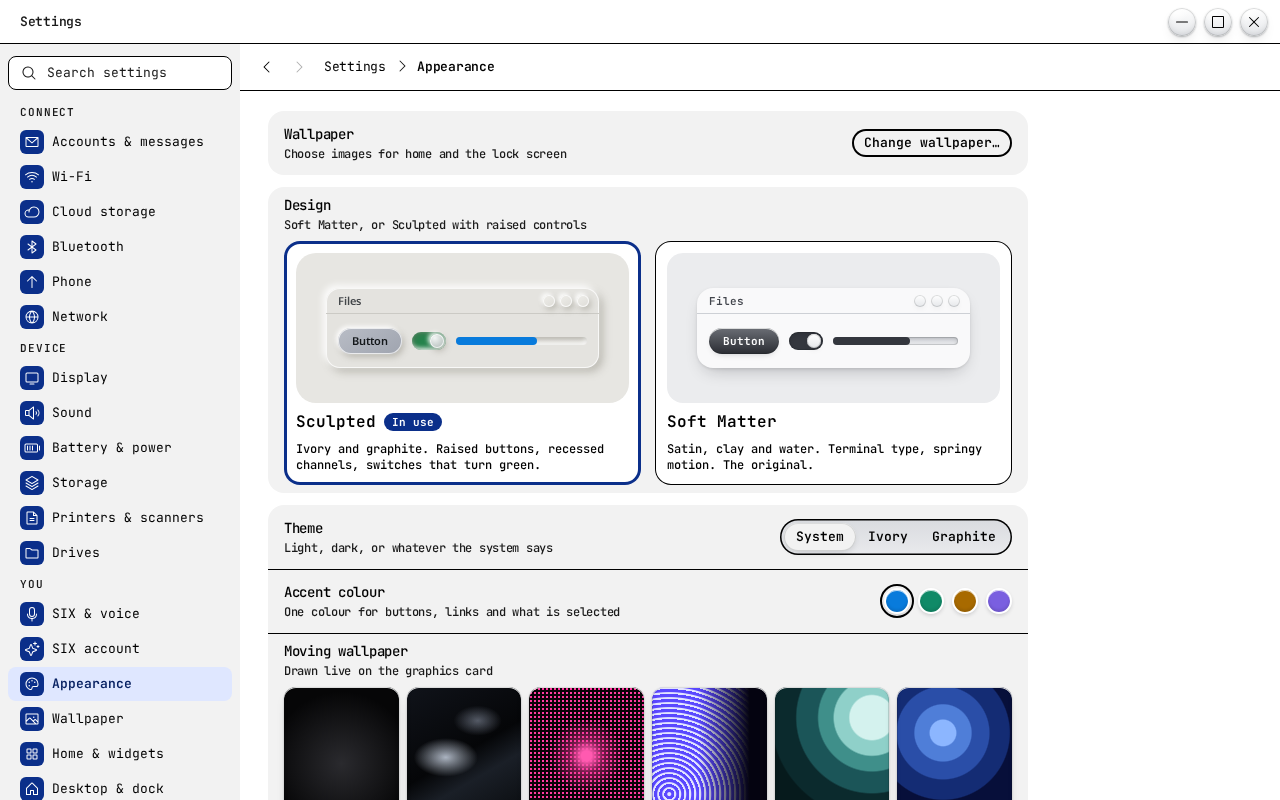 Settings
Search settings
Settings
Appearance
CONNECT
Accounts & messages
Wi-Fi
Cloud storage
Bluetooth
Phone
Network
DEVICE
Display
Sound
Battery & power
Storage
Printers & scanners
Drives
YOU
SIX & voice
SIX account
Appearance
Wallpaper
Home & widgets
Desktop & dock
Wallpaper
Choose images for home and the lock screen
Change wallpaper…
Design
Soft Matter, or Sculpted with raised controls
Files
Button
Sculpted
In use
Ivory and graphite. Raised buttons, recessed
channels, switches that turn green.
Files
Button
Soft Matter
Satin, clay and water. Terminal type, springy
motion. The original.
Theme
Light, dark, or whatever the system says
System
Ivory
Graphite
Accent colour
One colour for buttons, links and what is selected
Moving wallpaper
Drawn live on the graphics card